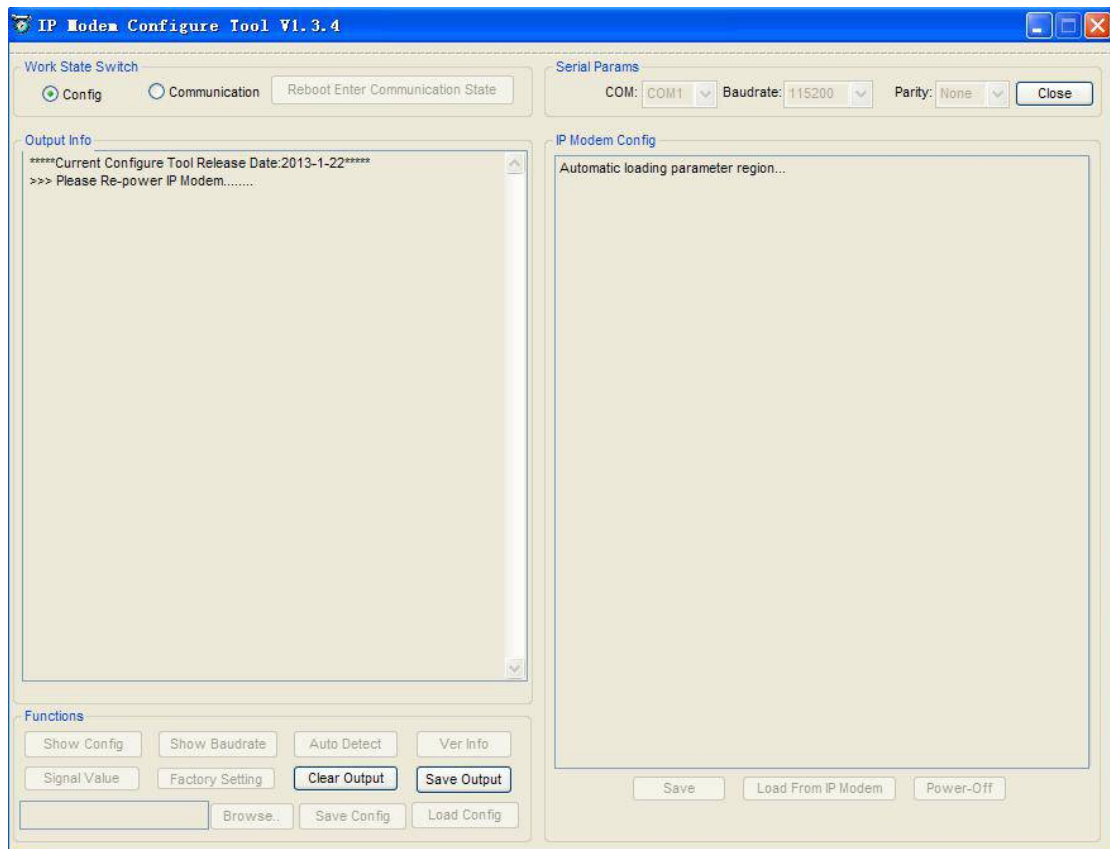 IP Modem Configure Tool V1.3.4
Work State Switch
Config
Communication
Reboot Enter Communication State
Serial Params
COM: COM1
Baudrate: 115200
Parity: None
Close
Output Info
*****Current Configure Tool Release Date:2013-1-22*****
>>> Please Re-power IP Modem........
IP Modem Config
Automatic loading parameter region...
Functions
Show Config
Show Baudrate
Auto Detect
Ver Info
Signal Value
Factory Setting
Clear Output
Save Output
Browse..
Save Config
Load Config
Save
Load From IP Modem
Power-Off